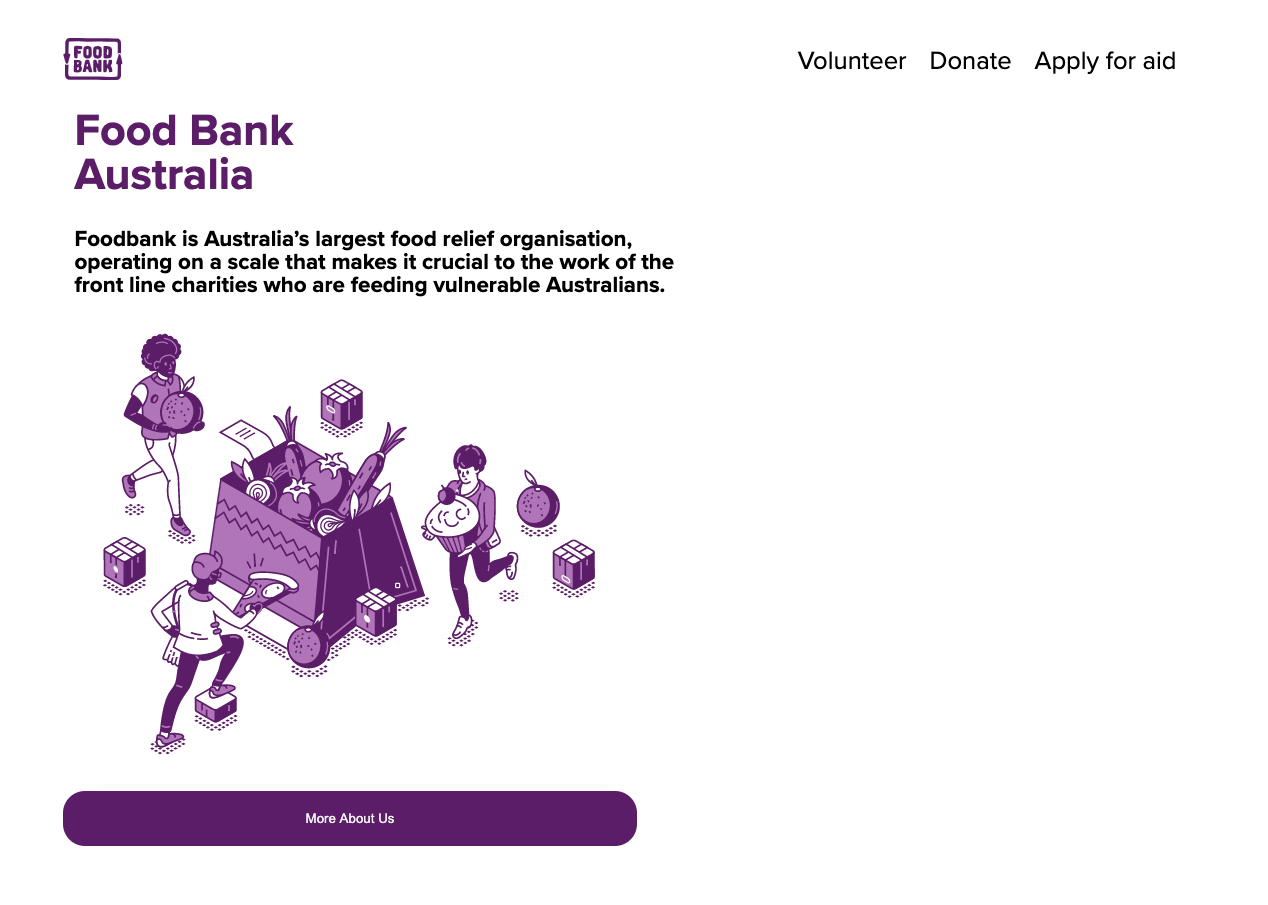 FOOD
BANK
Volunteer Donate Apply for aid
Food Bank
Australia
Foodbank is Australia’s largest food relief organisation,
operating on a scale that makes it crucial to the work of the
front line charities who are feeding vulnerable Australians.
More About Us